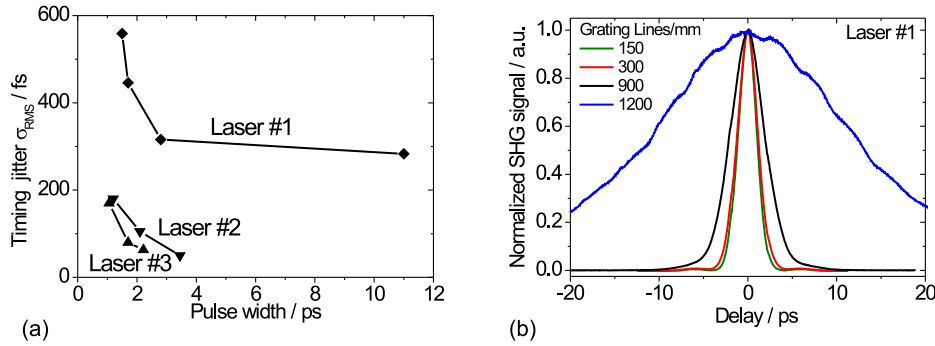 600
400
200
0
Timing jitter σRMS / fs
Laser #1
Laser #2
Laser #3
0 2 4 6 8 10 12
Pulse width / ps
(a)
(b)
Grating Lines/mm
150
300
900
1200
Laser #1
1.0
0.8
0.6
0.4
0.2
0.0
Normalized SHG signal / a.u.
-20 -10 0 10 20
Delay / ps